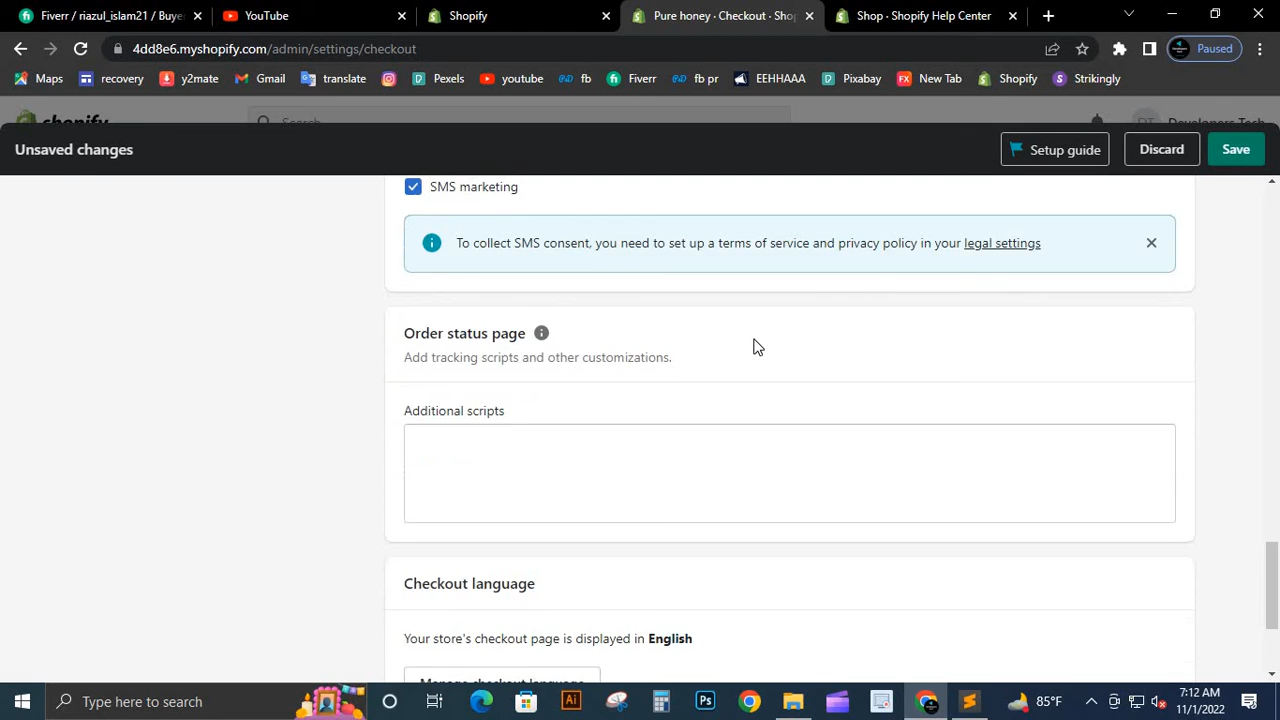 Fiverr / riazul_islam21 / Buye
YouTube
Shopify
Pure honey · Checkout · Shop
Shop · Shopify Help Center
4dd8e6.myshopify.com/admin/settings/checkout
Paused
Maps
recovery
y2mate
Gmail
translate
Pexels
youtube
fb
Fiverr
fb pr
EEHHAAA
Pixabay
New Tab
Shopify
Strikingly
shopify
Search
DT
Developers Tech
Unsaved changes
Setup guide
Discard
Save
SMS marketing
To collect SMS consent, you need to set up a terms of service and privacy policy in your legal settings
Order status page
Add tracking scripts and other customizations.
Additional scripts
Checkout language
Your store's checkout page is displayed in English
Manage checkout language
Type here to search
85°F
7:12 AM
11/1/2022